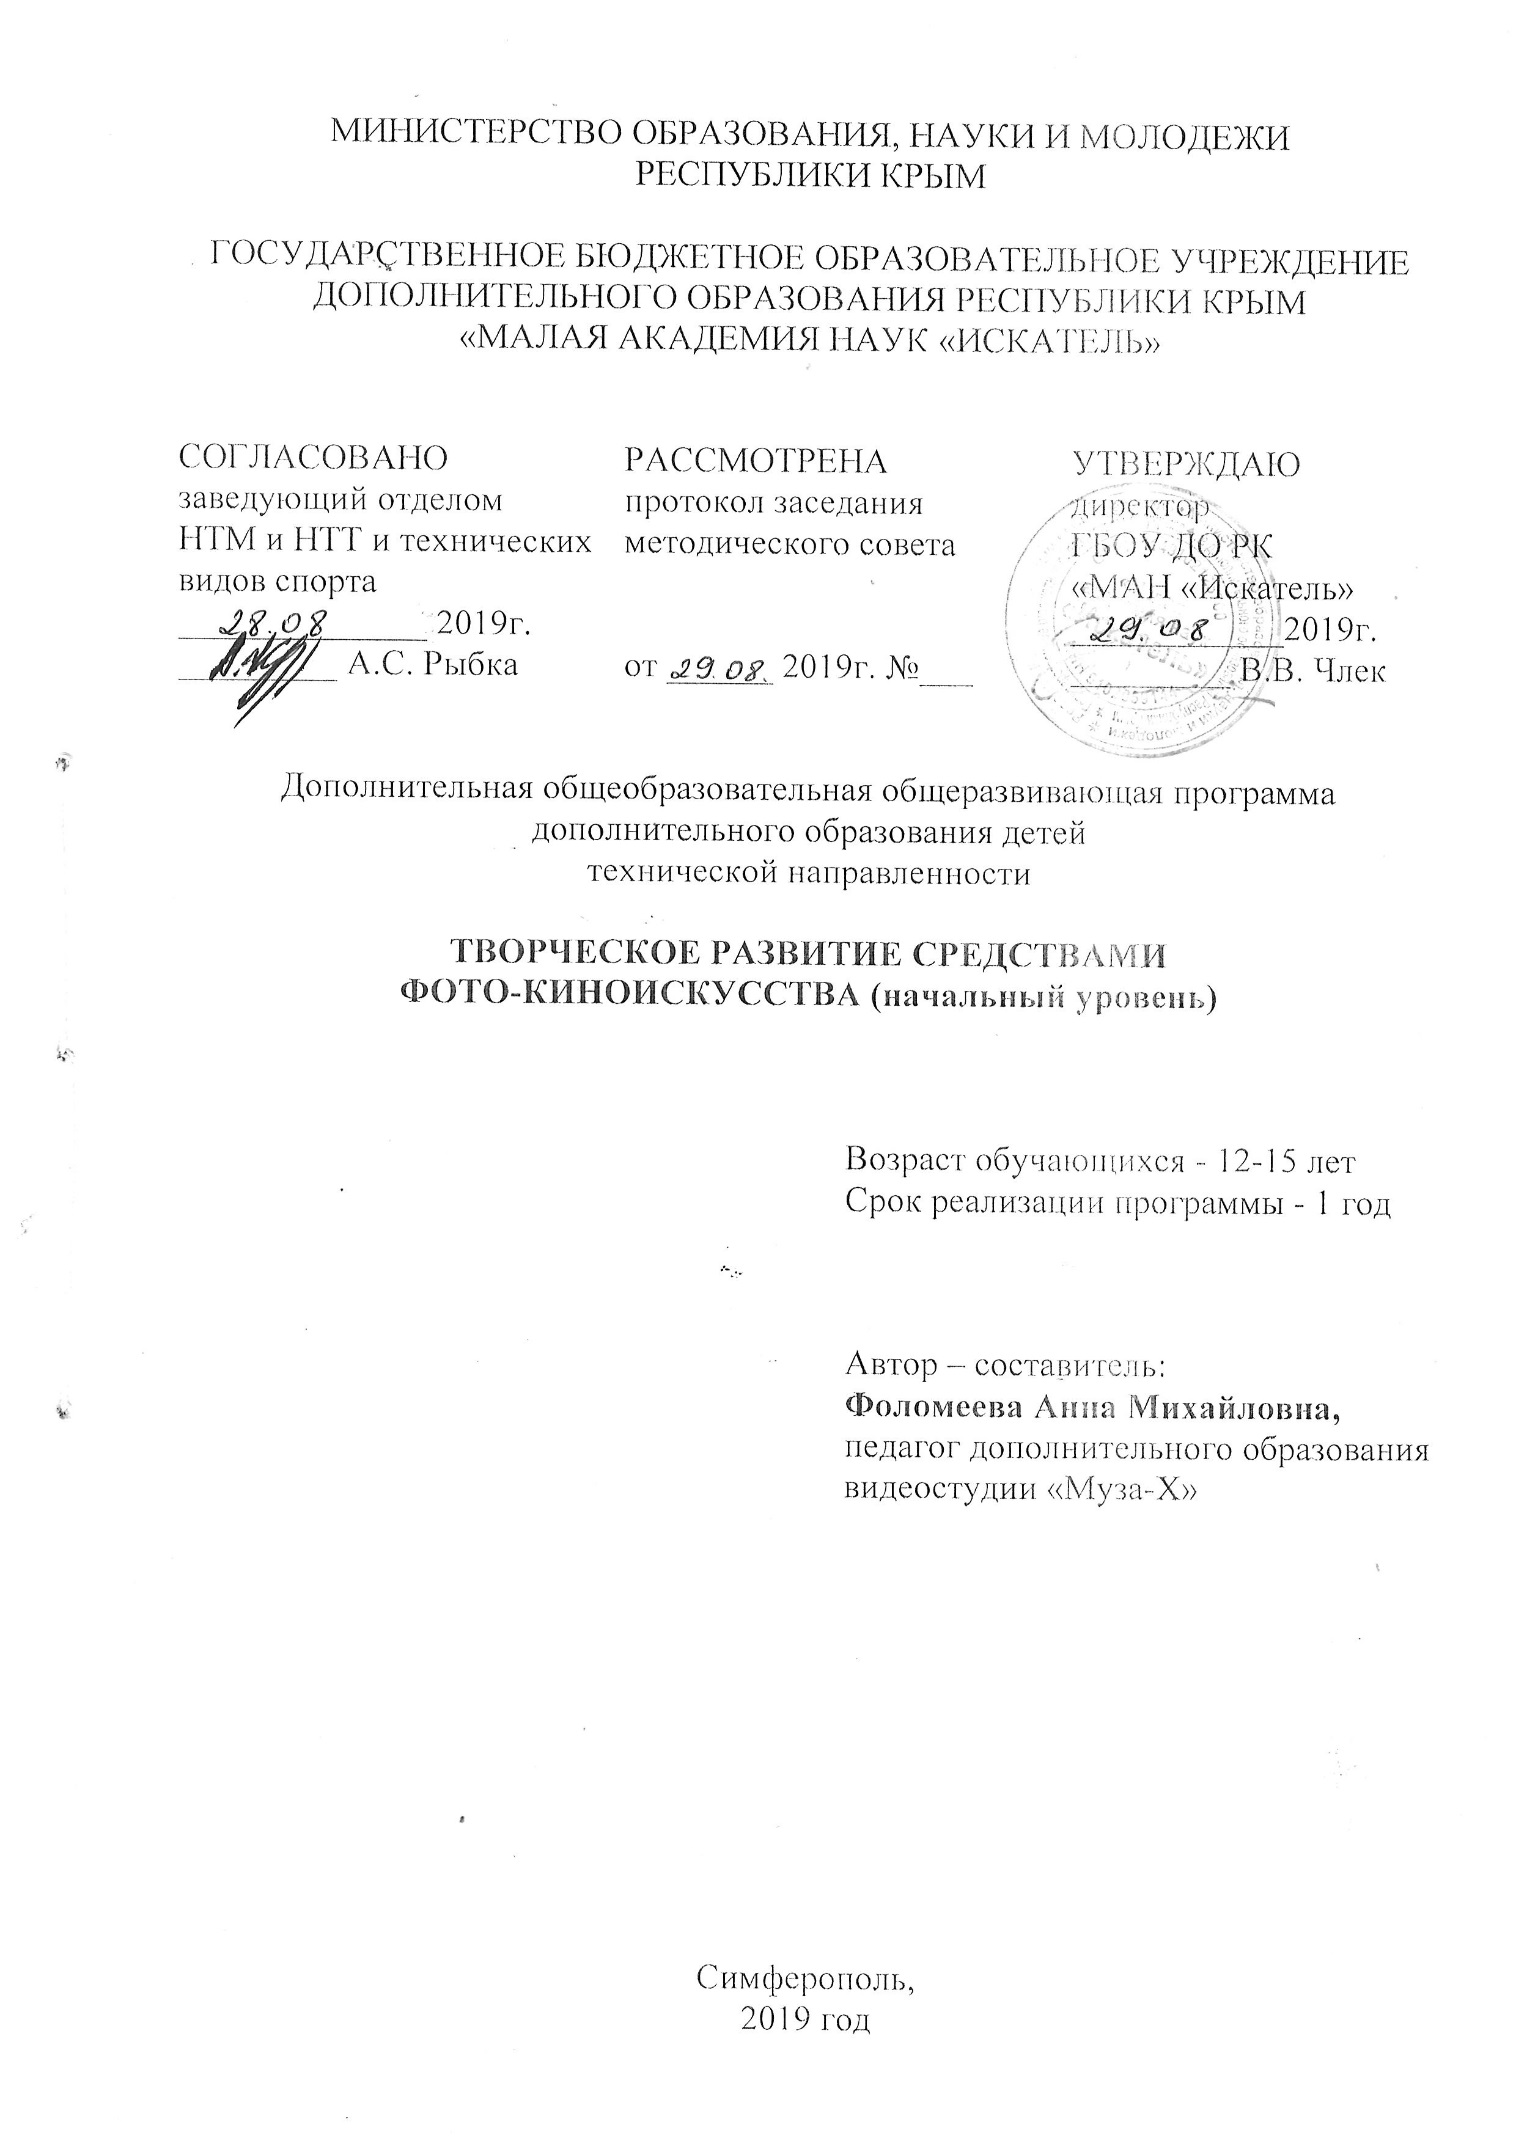 МИНИСТЕРСТВО ОБРАЗОВАНИЯ, НАУКИ И МОЛОДЕЖИ
РЕСПУБЛИКИ КРЫМ
ГОСУДАРСТВЕННОЕ БЮДЖЕТНОЕ ОБРАЗОВАТЕЛЬНОЕ УЧРЕЖДЕНИЕ
ДОПОЛНИТЕЛЬНОГО ОБРАЗОВАНИЯ РЕСПУБЛИКИ КРЫМ
«МАЛАЯ АКАДЕМИЯ НАУК «ИСКАТЕЛЬ»
СОГЛАСОВАНО
заведующий отделом
НТМ и НТТ и технических
видов спорта
28.08 2019г.
А.С. Рыбка
РАССМОТРЕНА
протокол заседания
методического совета
от 29.08. 2019г. №___
УТВЕРЖДАЮ
директор
ГБОУ ДО РК
«МАН «Искатель»
29.08 2019г.
В.В. Члек
Дополнительная общеобразовательная общеразвивающая программа
дополнительного образования детей
технической направленности
ТВОРЧЕСКОЕ РАЗВИТИЕ СРЕДСТВАМИ
ФОТО-КИНОИСКУССТВА (начальный уровень)
Возраст обучающихся - 12-15 лет
Срок реализации программы - 1 год
Автор – составитель:
Фоломеева Анна Михайловна,
педагог дополнительного образования
видеостудии «Муза-Х»
Симферополь,
2019 год